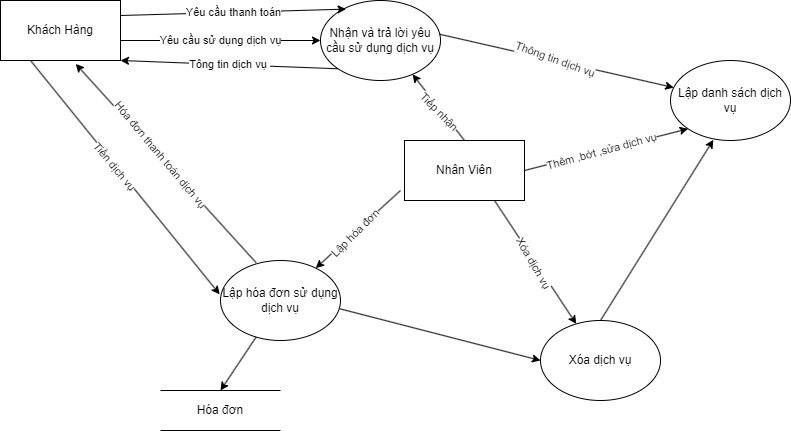 Yêu cầu thanh toán
Khách Hàng
Yêu cầu sử dụng dịch vụ
Nhận và trả lời yêu
cầu sử dụng dịch vụ
Tông tin dịch vụ
Thông tin dịch vụ
Lập danh sách dịch
vụ
Tiếp nhận
Hóa đơn thanh toán dịch vụ
Tiền dịch vụ
Nhân Viên
Thêm ,bớt ,sửa dịch vụ
Lập hóa đơn
Xóa dịch vụ
Lập hóa đơn sử dụng
dịch vụ
Xóa dịch vụ
Hóa đơn